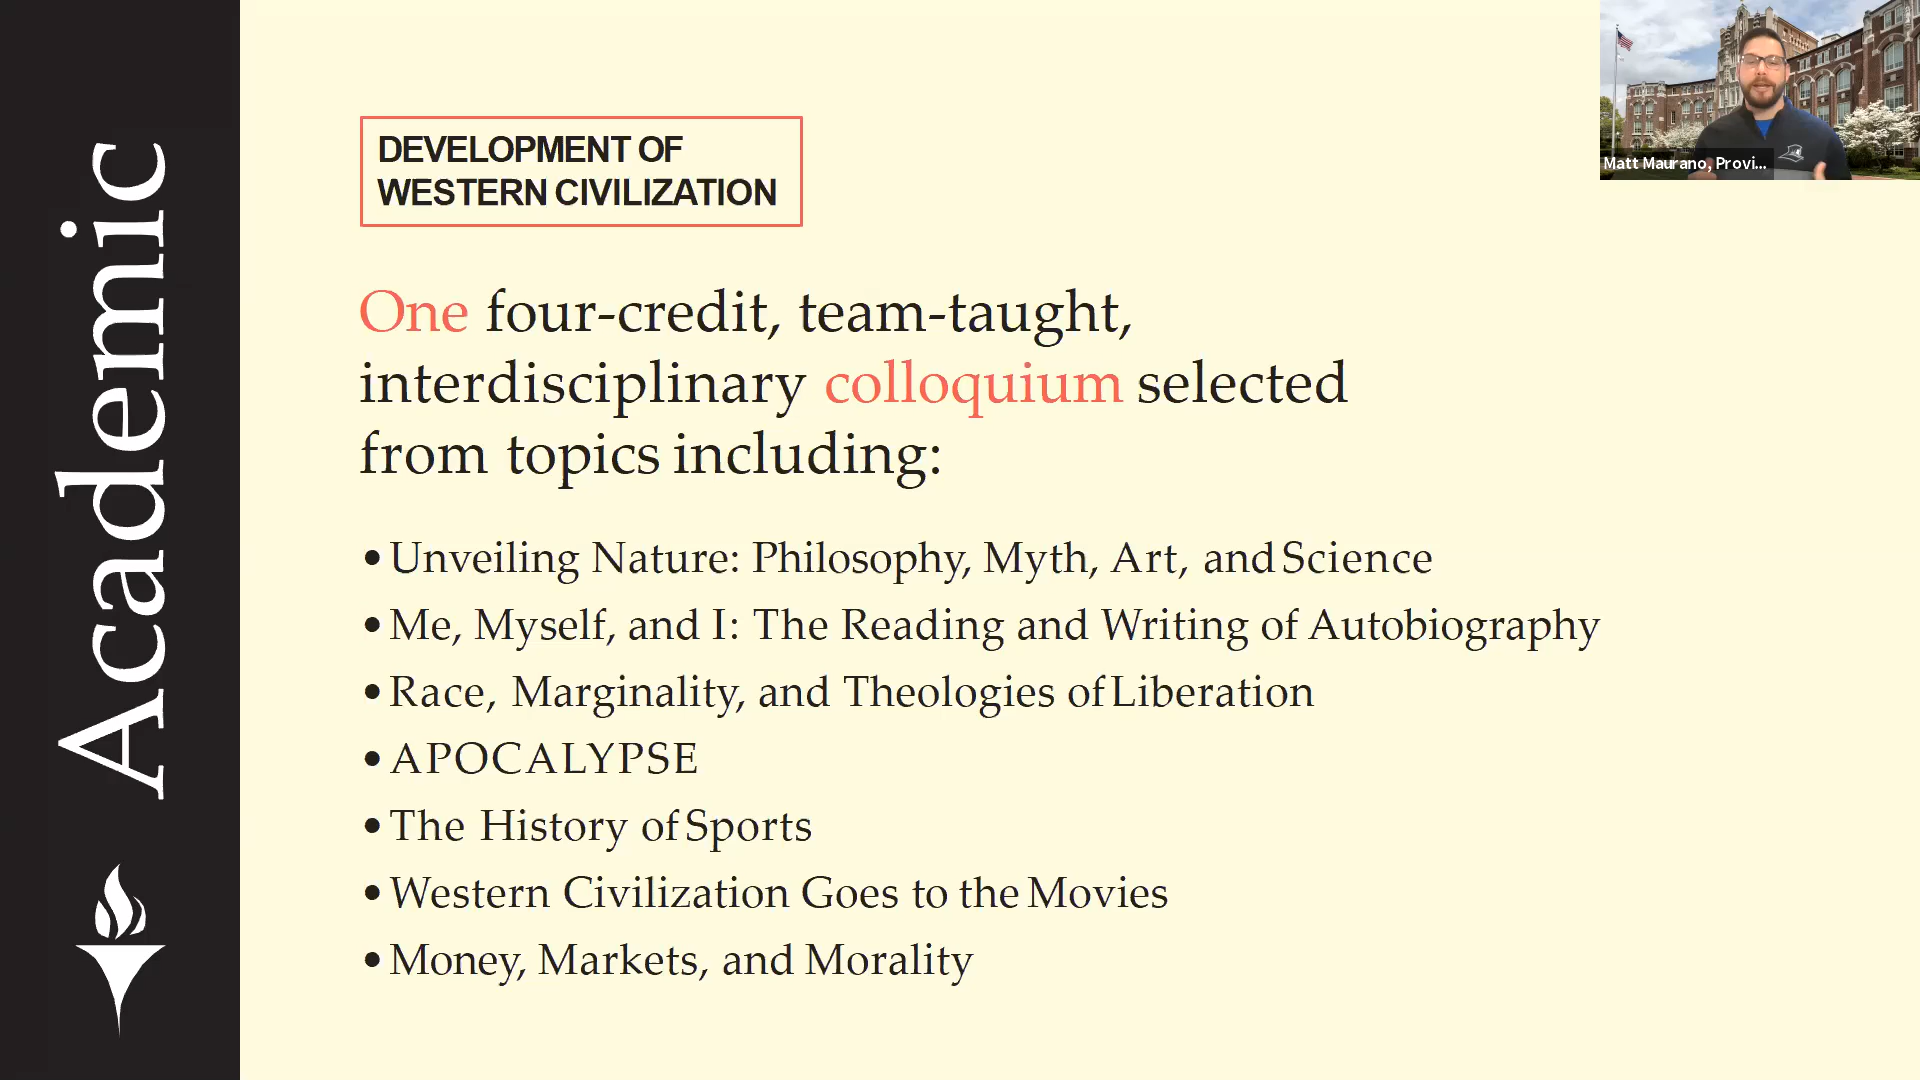 Academic
DEVELOPMENT OF
WESTERN CIVILIZATION
One four-credit, team-taught,
interdisciplinary colloquium selected
from topics including:
•Unveiling Nature: Philosophy, Myth, Art, and Science
•Me, Myself, and I: The Reading and Writing of Autobiography
•Race, Marginality, and Theologies of Liberation
•APOCALYPSE
•The History of Sports
•Western Civilization Goes to the Movies
•Money, Markets, and Morality
Matt Maurano, Provi...